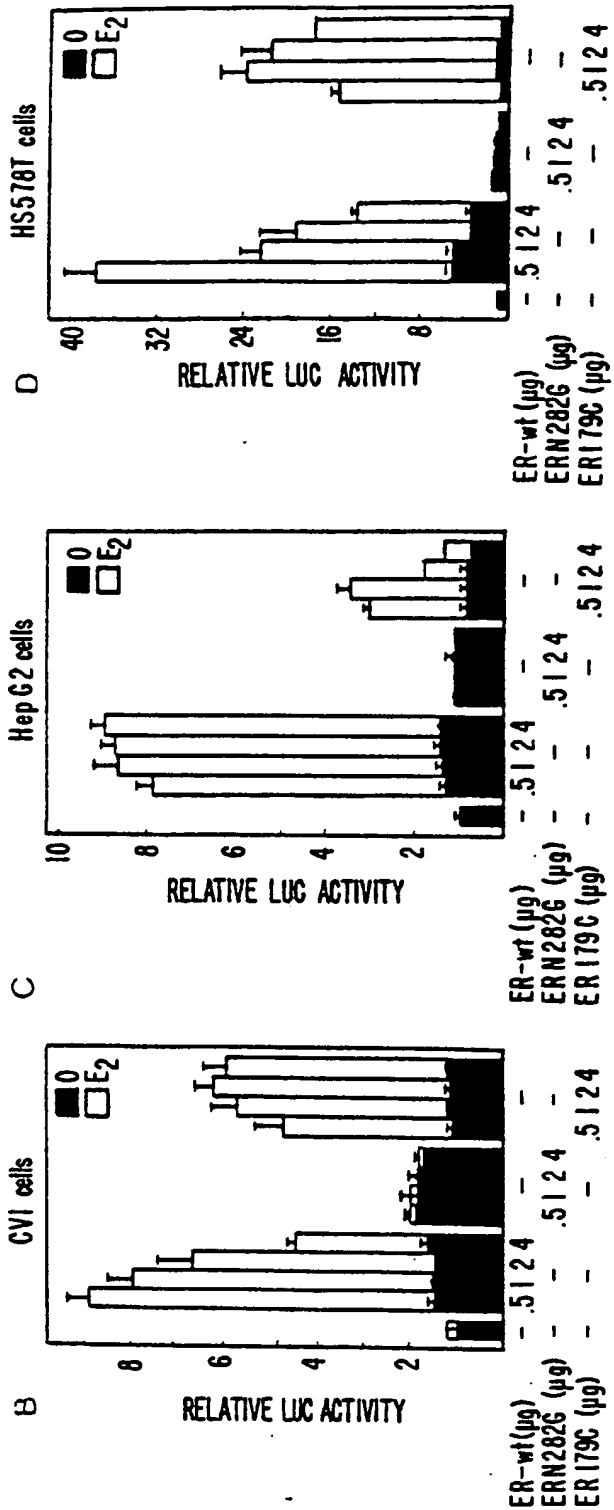 B
CV1 cells
0
E2
RELATIVE LUC ACTIVITY
8
6
4
2
ER-wt(µg) - .5 1 2 4 - -
ERN282G (µg) - - .5 1 2 4 -
ER179C (µg) - - - .5 1 2 4
C
Hep G2 cells
0
E2
RELATIVE LUC ACTIVITY
10
8
6
4
2
ER-wt(µg) - .5 1 2 4 - -
ERN282G (µg) - - .5 1 2 4 -
ER179C (µg) - - - .5 1 2 4
D
HS578T cells
0
E2
RELATIVE LUC ACTIVITY
40
32
24
16
8
ER-wt(µg) - .5 1 2 4 - -
ERN282G (µg) - - .5 1 2 4 -
ER179C (µg) - - - .5 1 2 4